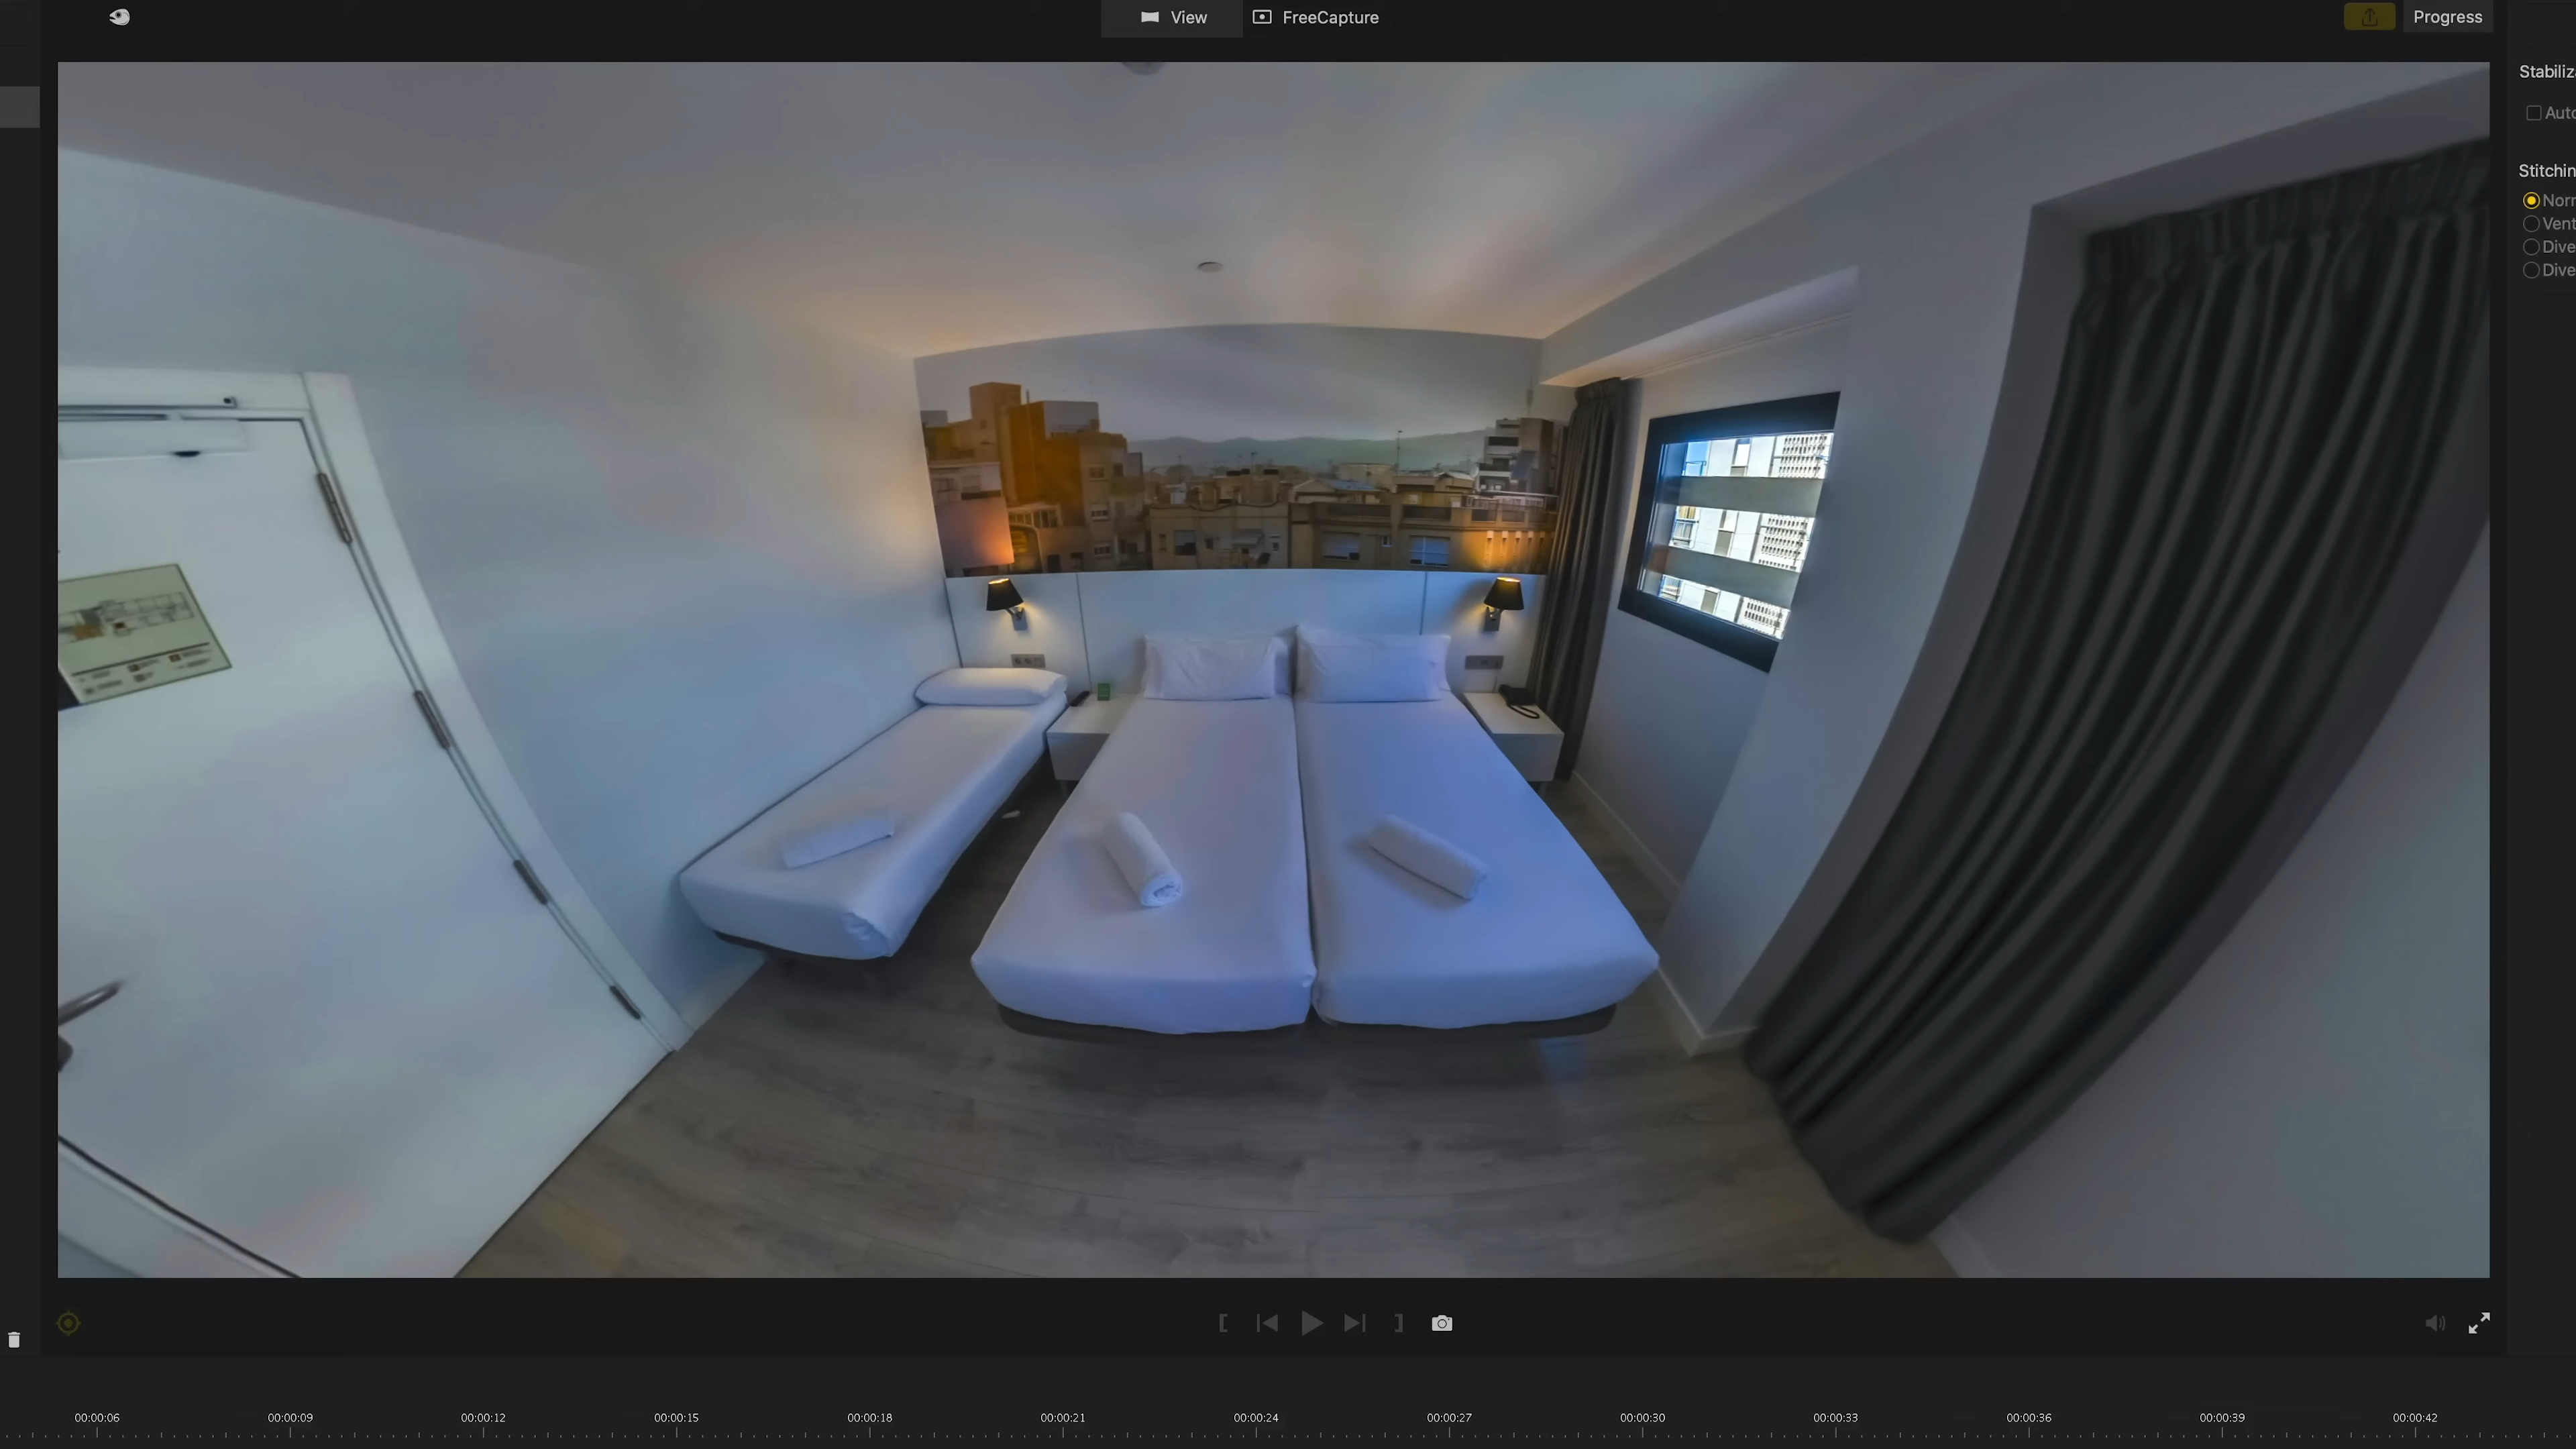 View
FreeCapture
Progress
Stabiliz
Auto
Stitchin
Norr
Vent
Dive
Dive
00:00:06
00:00:09
00:00:12
00:00:15
00:00:18
00:00:21
00:00:24
00:00:27
00:00:30
00:00:33
00:00:36
00:00:39
00:00:42